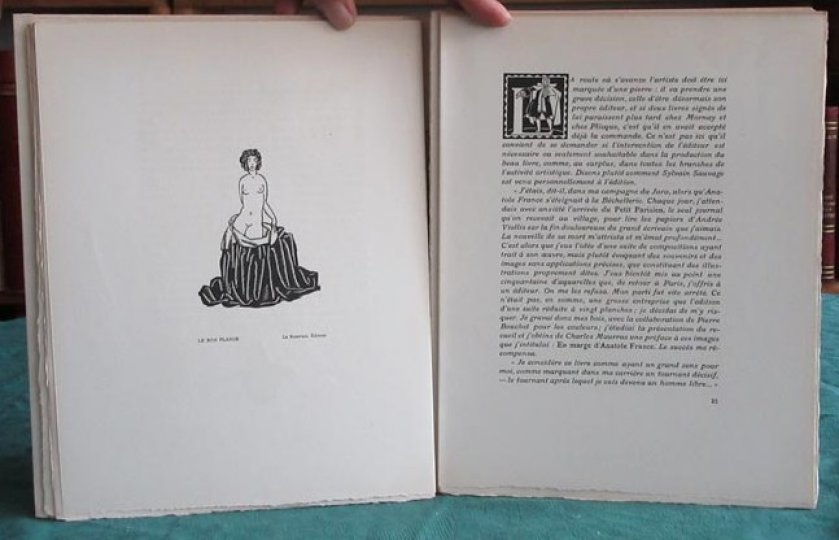 LE BON PLAISIR
La Roseraie, Éditeur
LA route où s'avance l'artiste doit être ici
marquée d'une pierre : il va prendre une
grave décision, celle d'être désormais son
propre éditeur, et si deux livres signés de
lui paraissent plus tard chez Mornay et
chez Phiquo, c'est qu'il en avait accepté
déjà la commande. Ce n'est pas ici qu'il
convient de se demander si l'intervention de l'éditeur est
nécessaire ou seulement souhaitable dans la production du
beau livre, comme, au surplus, dans toutes les branches de
l'activité artistique. Disons plutôt comment Sylvain Sauvage
est venu personnellement à l'édition.
« J'étais, dit-il, dans ma campagne du Jura, alors qu'Ana-
tole France s'éteignait à la Béchellerie. Chaque jour, j'atten-
dais avec anxiété l'arrivée du Petit Parisien, le seul journal
qu'on recevait au village, pour lire les papiers d'Andrée
Viollis sur la fin douloureuse du grand écrivain que j'aimais.
La nouvelle de sa mort m'attrista et m'émut profondément...
C'est alors que j'eus l'idée d'une suite de compositions ayant
trait à son œuvre, mais plutôt évoquant des souvenirs et des
images sans applications précises, que constituant des illus-
trations proprement dites. J'eus bientôt mis au point une
cinquantaine d'aquarelles que, de retour à Paris, j'offris à
un éditeur. On me les refusa. Mon parti fut vite arrêté. Ce
n'était pas, en somme, une grosse entreprise que l'édition
d'une suite réduite à vingt planches ; je décidai de m'y ris-
quer. Je gravai donc mes bois, avec la collaboration de Pierre
Bouchet pour les couleurs ; j'étudiai la présentation du re-
cueil et j'obtins de Charles Maurras une préface à ces images
que j'intitulai : En marge d'Anatole France. Le succès me ré-
compensa.
« Je considère ce livre comme ayant un grand sens pour
moi, comme marquant dans ma carrière un tournant décisif,
— le tournant après lequel je vais devenu un homme libre... »
21